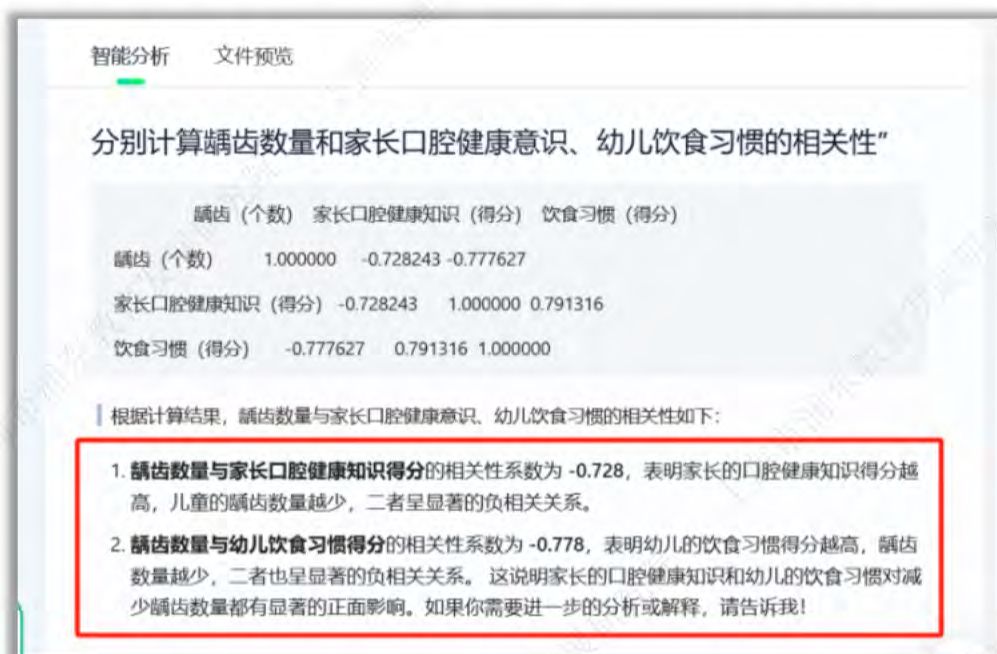 智能分析 文件预览
分别计算龋齿数量和家长口腔健康意识、幼儿饮食习惯的相关性”
龋齿（个数） 家长口腔健康知识（得分） 饮食习惯（得分）
龋齿（个数） 1.000000 -0.728243 -0.777627
家长口腔健康知识（得分） -0.728243 1.000000 0.791316
饮食习惯（得分） -0.777627 0.791316 1.000000
根据计算结果，龋齿数量与家长口腔健康意识、幼儿饮食习惯的相关性如下：
1. 龋齿数量与家长口腔健康知识得分的相关性系数为 -0.728，表明家长的口腔健康知识得分越
高，儿童的龋齿数量越少，二者呈显著的负相关关系。
2. 龋齿数量与幼儿饮食习惯得分的相关性系数为 -0.778，表明幼儿的饮食习惯得分越高，龋齿
数量越少，二者也呈显著的负相关关系。 这说明家长的口腔健康知识和幼儿的饮食习惯对减
少龋齿数量都有显著的正面影响。如果你需要进一步的分析或解释，请告诉我！